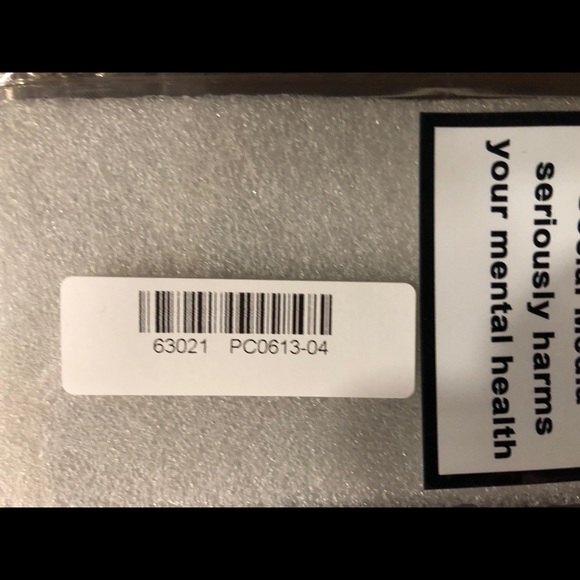 63021 PC0613-04
seriously harms
your mental health